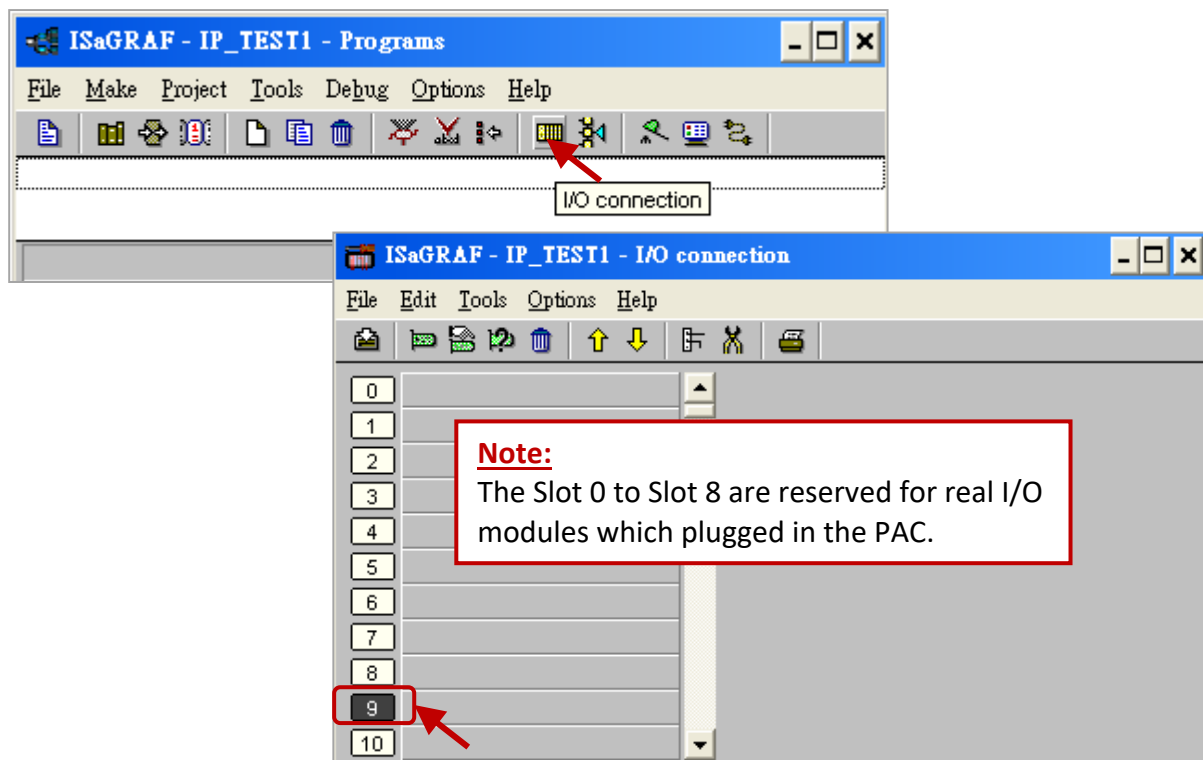 ISaGRAF - IP_TEST1 - Programs
File Make Project Tools Debug Options Help
I/O connection
ISaGRAF - IP_TEST1 - I/O connection
File Edit Tools Options Help
0
1
2
3
4
5
6
7
8
9
10
Note:
The Slot 0 to Slot 8 are reserved for real I/O
modules which plugged in the PAC.